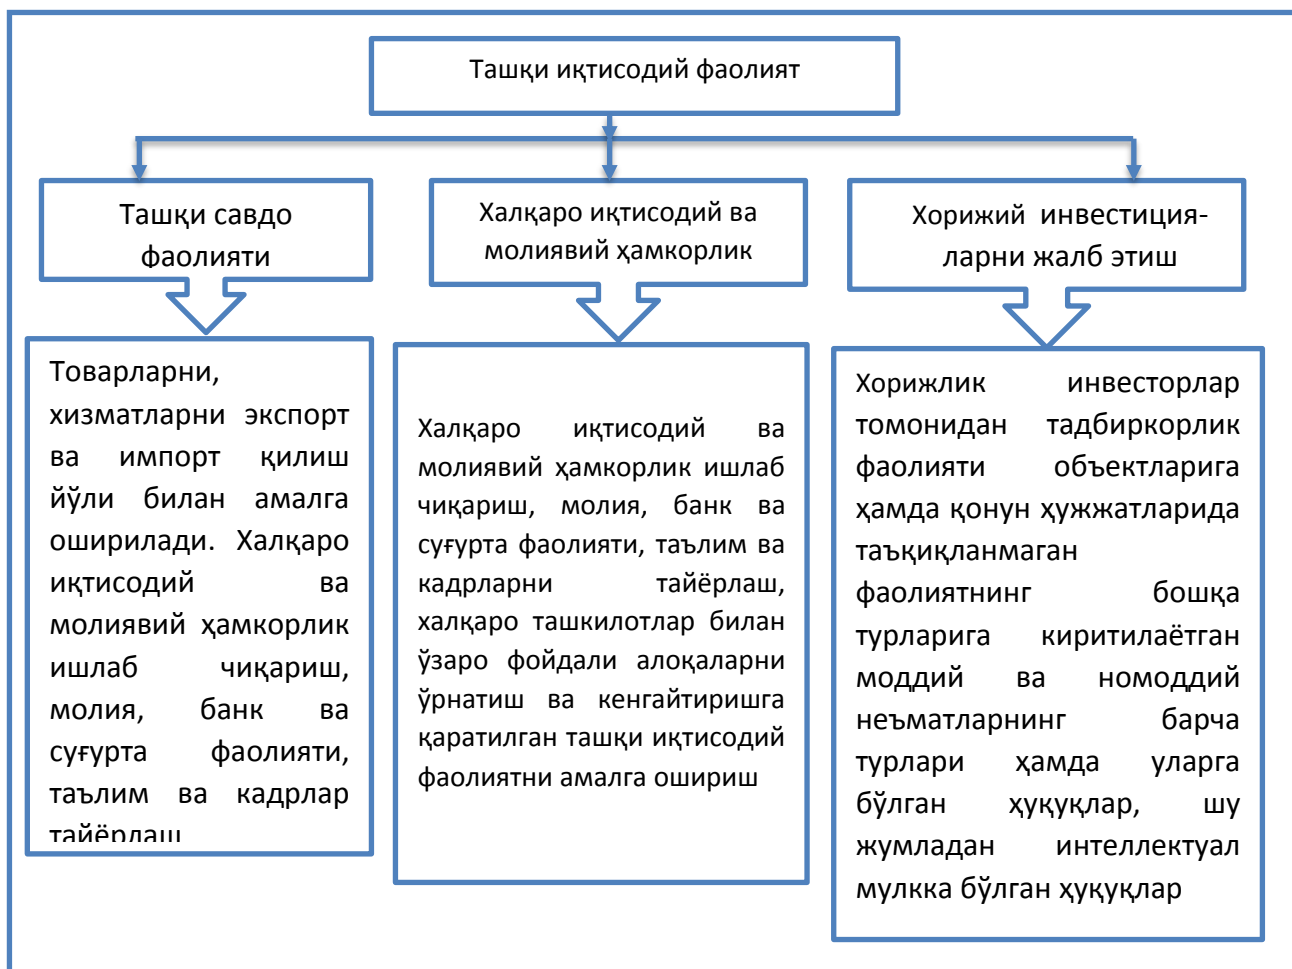 Ташқи иқтисодий фаолият
Ташқи савдо
фаолияти
Халқаро иқтисодий ва
молиявий ҳамкорлик
Хорижий инвестиция-
ларни жалб этиш
Товарларни,
хизматларни экспорт
ва импорт қилиш
йўли билан амалга
оширилади. Халқаро
иқтисодий ва
молиявий ҳамкорлик
ишлаб чиқариш,
молия, банк ва
суғурта фаолияти,
таълим ва кадрлар
тайёрлаш
Халқаро иқтисодий ва
молиявий ҳамкорлик ишлаб
чиқариш, молия, банк ва
суғурта фаолияти, таълим ва
кадрларни тайёрлаш,
халқаро ташкилотлар билан
ўзаро фойдали алоқаларни
ўрнатиш ва кенгайтиришга
қаратилган ташқи иқтисодий
фаолиятни амалга ошириш
Хорижлик инвесторлар
томонидан тадбиркорлик
фаолияти объектларига
ҳамда қонун ҳужжатларида
таъқиқланмаган
фаолиятнинг бошқа
турларига киритилаётган
моддий ва номоддий
неъматларнинг барча
турлари ҳамда уларга
бўлган ҳуқуқлар, шу
жумладан интеллектуал
мулкка бўлган ҳуқуқлар